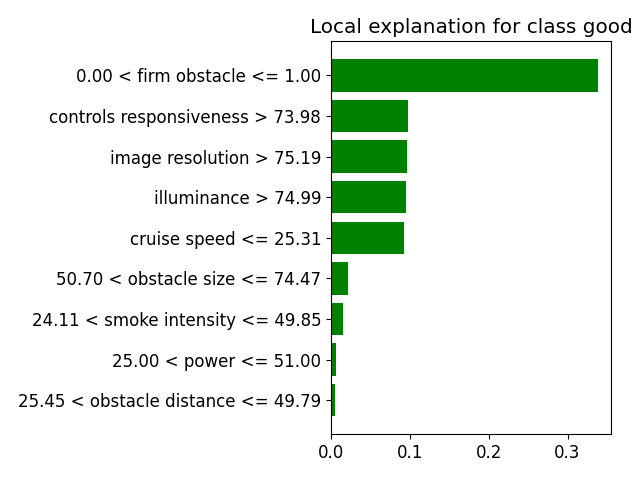 Local explanation for class good
0.00 < firm obstacle <= 1.00
controls responsiveness > 73.98
image resolution > 75.19
illuminance > 74.99
cruise speed <= 25.31
50.70 < obstacle size <= 74.47
24.11 < smoke intensity <= 49.85
25.00 < power <= 51.00
25.45 < obstacle distance <= 49.79
0.0 0.1 0.2 0.3